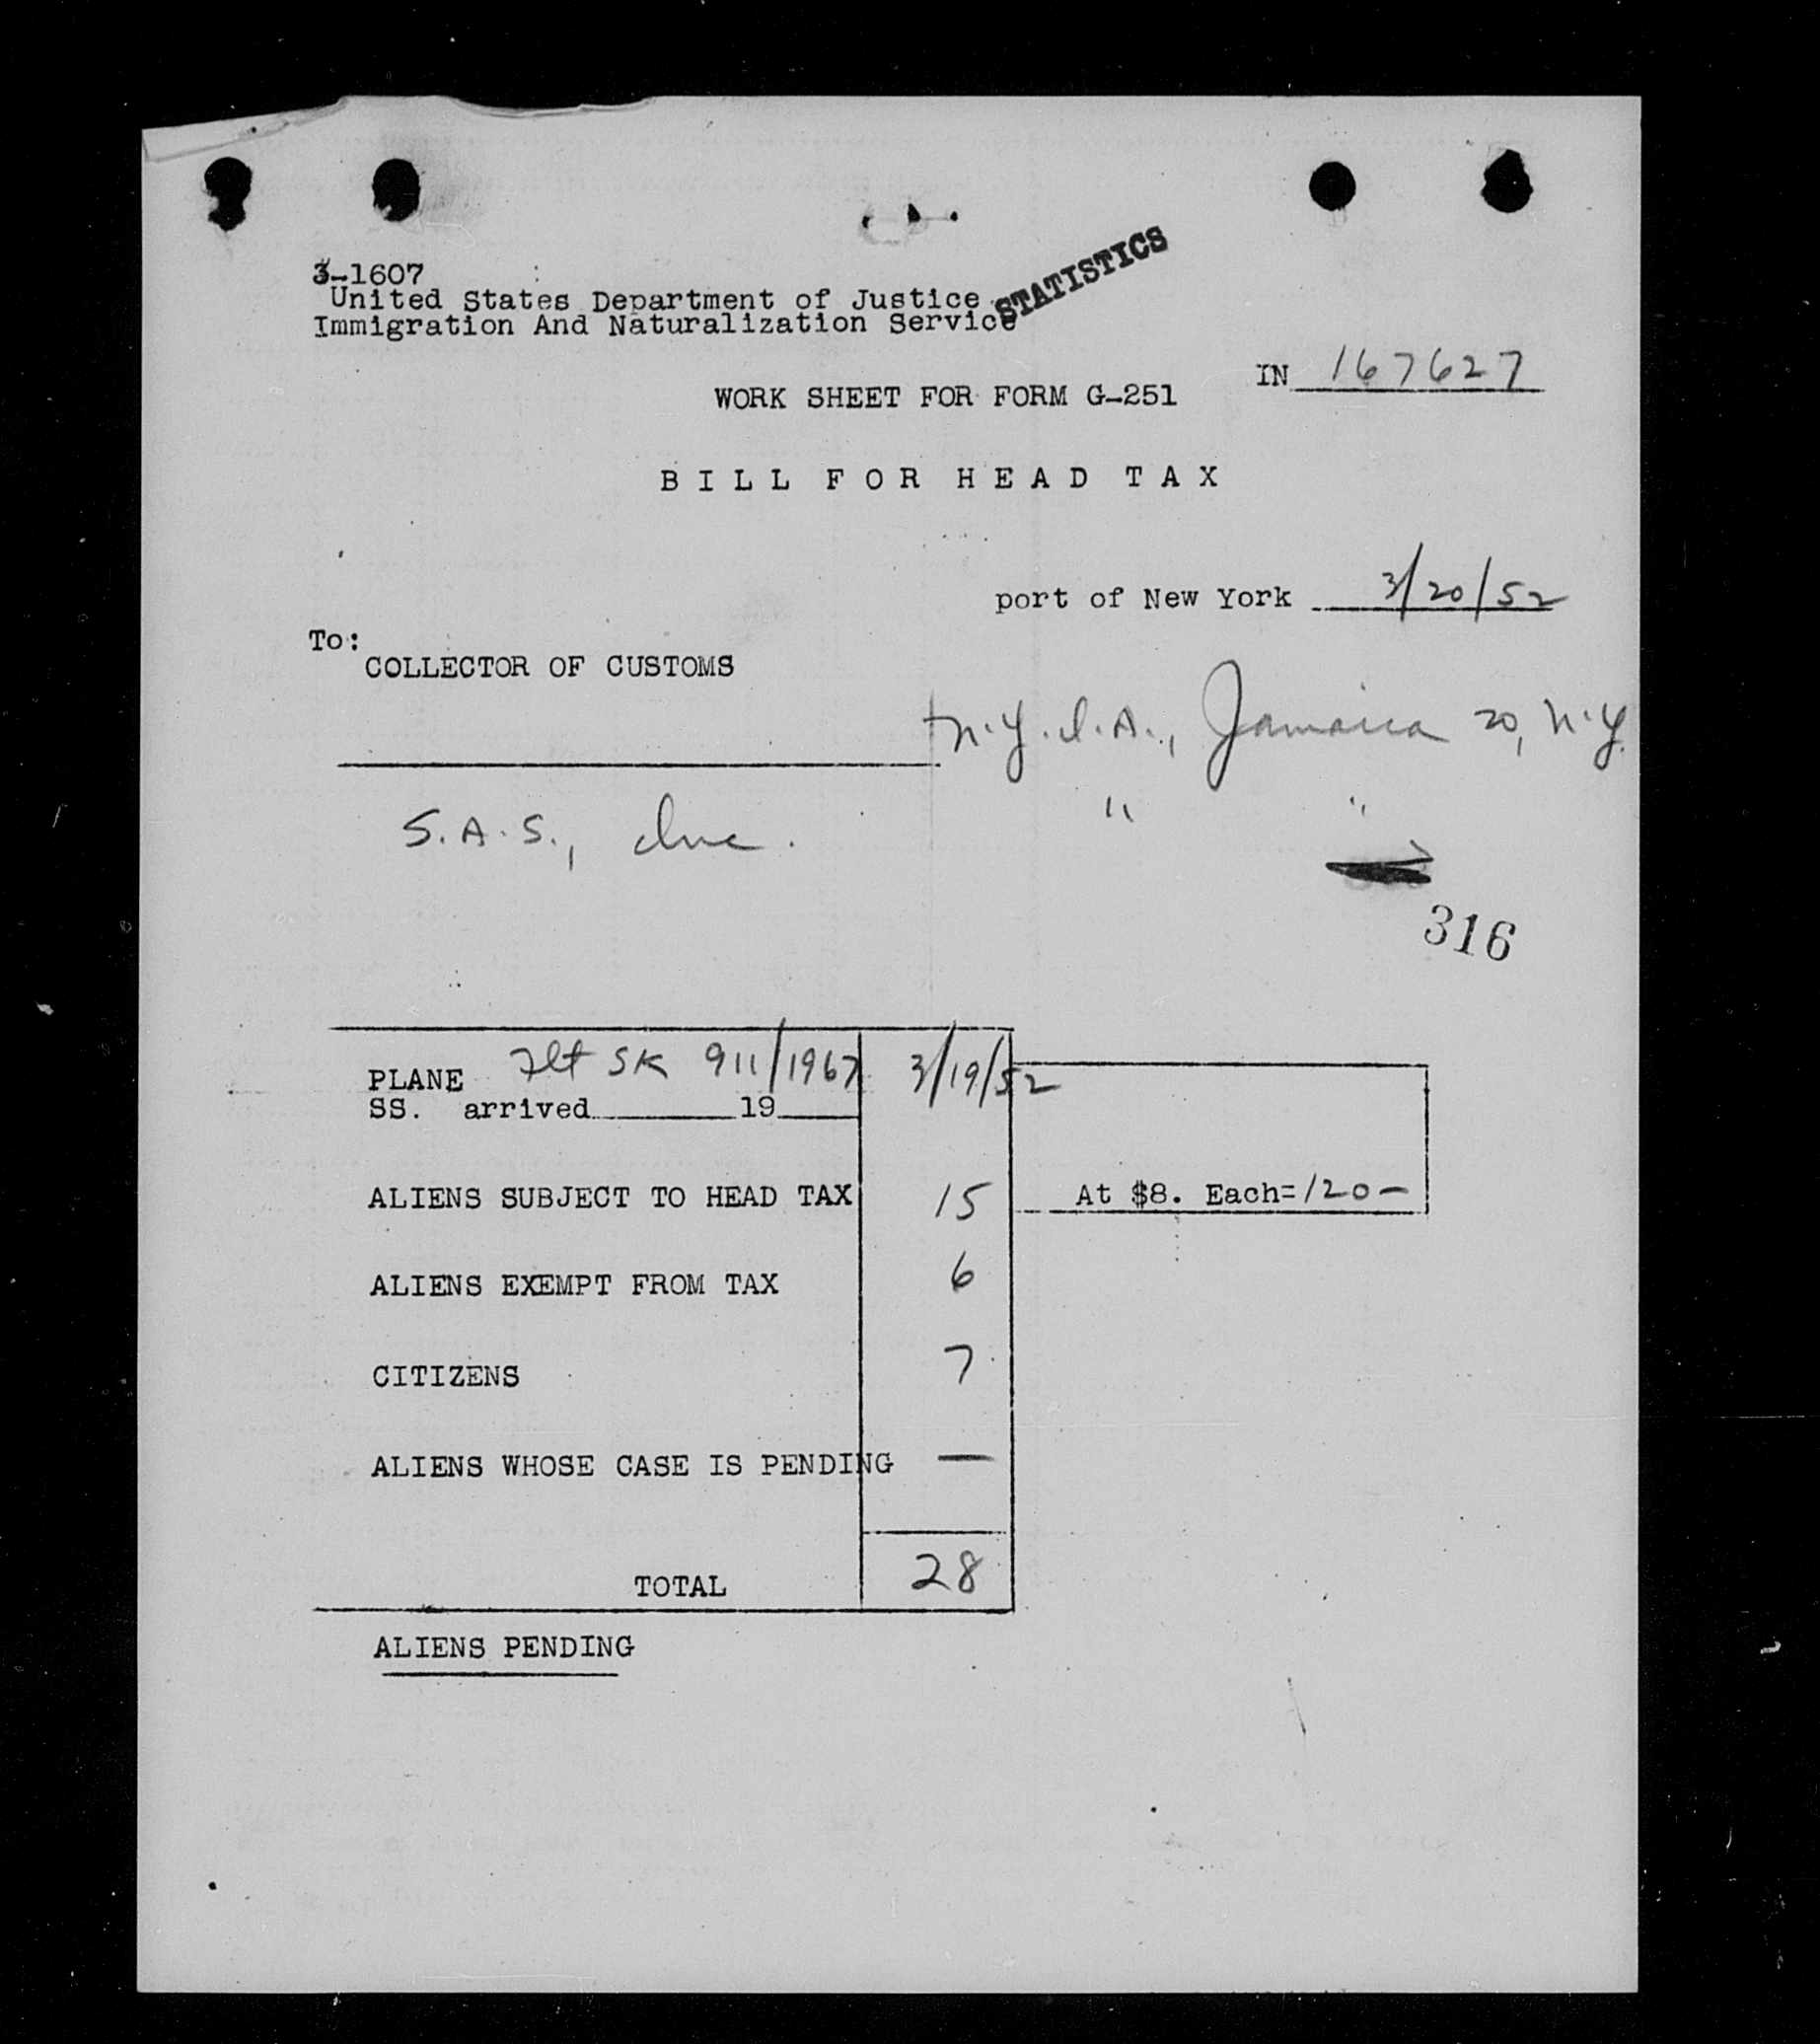 3-1607
United States Department of Justice
STATISTICS
Immigration And Naturalization Service
IN 167627
WORK SHEET FOR FORM G-251
BILL FOR HEAD TAX
port of New York 3/20/52
To:
COLLECTOR OF CUSTOMS
N.Y.I.A., Jamaica 20, N.Y.
S.A.S., Inc. " "
316
PLANE Flt SK 911/1967 3/19/52
SS. arrived 19
ALIENS SUBJECT TO HEAD TAX 15 At $8. Each=120-
ALIENS EXEMPT FROM TAX 6
CITIZENS 7
ALIENS WHOSE CASE IS PENDING —
TOTAL 28
ALIENS PENDING